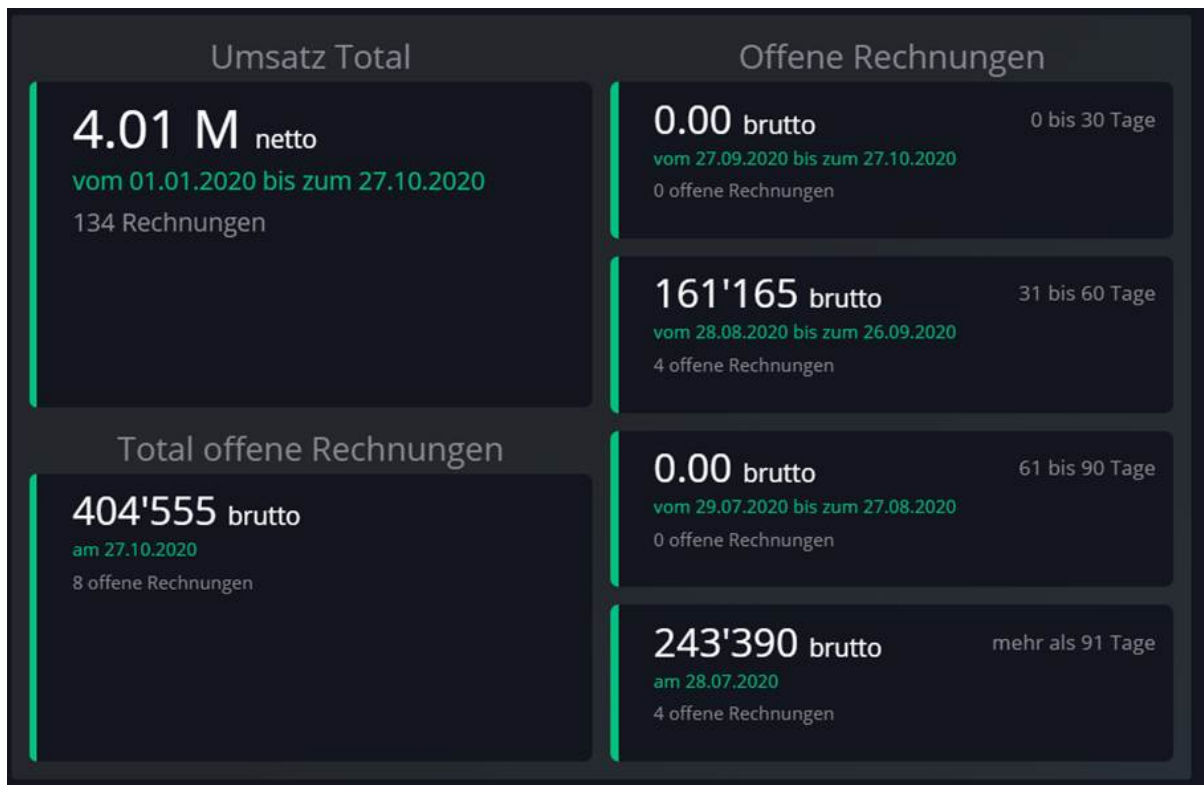 Umsatz Total
4.01 M netto
vom 01.01.2020 bis zum 27.10.2020
134 Rechnungen
Total offene Rechnungen
404'555 brutto
am 27.10.2020
8 offene Rechnungen
Offene Rechnungen
0.00 brutto 0 bis 30 Tage
vom 27.09.2020 bis zum 27.10.2020
0 offene Rechnungen
161'165 brutto 31 bis 60 Tage
vom 28.08.2020 bis zum 26.09.2020
4 offene Rechnungen
0.00 brutto 61 bis 90 Tage
vom 29.07.2020 bis zum 27.08.2020
0 offene Rechnungen
243'390 brutto mehr als 91 Tage
am 28.07.2020
4 offene Rechnungen